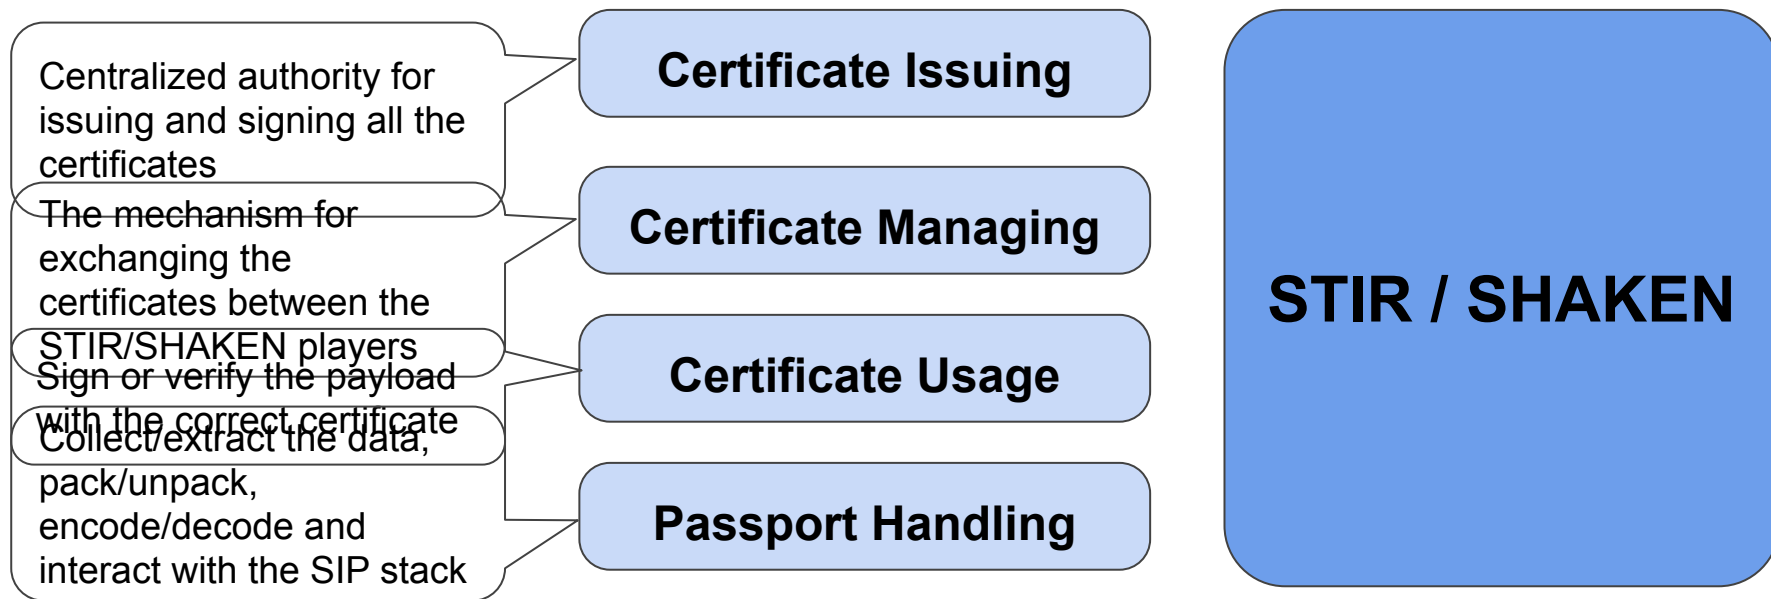 Centralized authority for
issuing and signing all the
certificates
Certificate Issuing
The mechanism for
exchanging the
certificates between the
STIR/SHAKEN players
Certificate Managing
Sign or verify the payload
with the correct certificate
Certificate Usage
Collect/extract the data,
pack/unpack,
encode/decode and
interact with the SIP stack
Passport Handling
STIR / SHAKEN